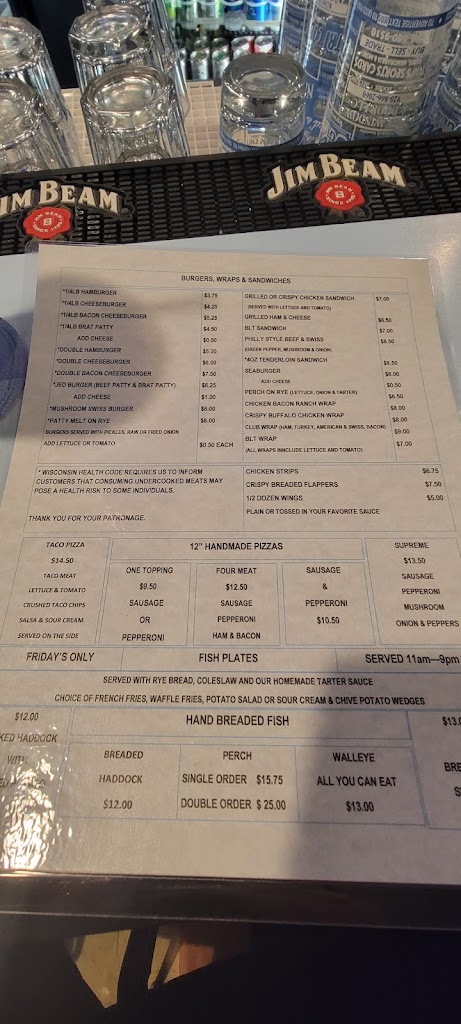 JIM BEAM
IM BEAM
BURGERS, WRAPS & SANDWICHES
*1/4LB HAMBURGER $3.75
*1/4LB CHEESEBURGER $4.25
*1/4LB BACON CHEESEBURGER $5.25
*1/4LB BRAT PATTY $4.50
ADD CHEESE $0.50
*DOUBLE HAMBURGER $5.00
*DOUBLE CHEESEBURGER $6.00
*DOUBLE BACON CHEESEBURGER $7.50
*JED BURGER (BEEF PATTY & BRAT PATTY) $6.25
ADD CHEESE $1.00
*MUSHROOM SWISS BURGER $6.00
*PATTY MELT ON RYE $6.00
BURGERS SERVED WITH PICKLES, RAW OR FRIED ONION
ADD LETTUCE OR TOMATO $0.50 EACH
GRILLED OR CRISPY CHICKEN SANDWICH $7.00
(SERVED WITH LETTUCE AND TOMATO)
GRILLED HAM & CHEESE $6.50
BLT SANDWICH $7.00
PHILLY STYLE BEEF & SWISS $8.50
(GREEN PEPPER, MUSHROOM & ONION)
*4OZ TENDERLOIN SANDWICH $8.50
SEABURGER $6.00
ADD CHEESE $0.50
PERCH ON RYE (LETTUCE, ONION & TARTER) $6.50
CHICKEN BACON RANCH WRAP $8.00
CRISPY BUFFALO CHICKEN WRAP $8.00
CLUB WRAP (HAM, TURKEY, AMERICAN & SWISS, BACON) $9.00
BLT WRAP $7.00
(ALL WRAPS INNCLUDE LETTUCE AND TOMATO)
* WISCONSIN HEALTH CODE REQUIRES US TO INFORM
CUSTOMERS THAT CONSUMING UNDERCOOKED MEATS MAY
POSE A HEALTH RISK TO SOME INDIVIDUALS.
THANK YOU FOR YOUR PATRONAGE.
CHICKEN STRIPS $6.75
CRISPY BREADED FLAPPERS $7.50
1/2 DOZEN WINGS $5.00
PLAIN OR TOSSED IN YOUR FAVORITE SAUCE
TACO PIZZA
$14.50
TACO MEAT
LETTUCE & TOMATO
CRUSHED TACO CHIPS
SALSA & SOUR CREAM
SERVED ON THE SIDE
12" HANDMADE PIZZAS
ONE TOPPING
$9.50
SAUSAGE
OR
PEPPERONI
FOUR MEAT
$12.50
SAUSAGE
PEPPERONI
HAM & BACON
SAUSAGE
&
PEPPERONI
$10.50
SUPREME
$13.50
SAUSAGE
PEPPERONI
MUSHROOM
ONION & PEPPERS
FRIDAY'S ONLY FISH PLATES SERVED 11am—9pm
SERVED WITH RYE BREAD, COLESLAW AND OUR HOMEMADE TARTER SAUCE
CHOICE OF FRENCH FRIES, WAFFLE FRIES, POTATO SALAD OR SOUR CREAM & CHIVE POTATO WEDGES
$12.00
KED HADDOCK
WITH
HAND BREADED FISH
BREADED
HADDOCK
$12.00
PERCH
SINGLE ORDER $15.75
DOUBLE ORDER $ 25.00
WALLEYE
ALL YOU CAN EAT
$13.00
$13.
BRE